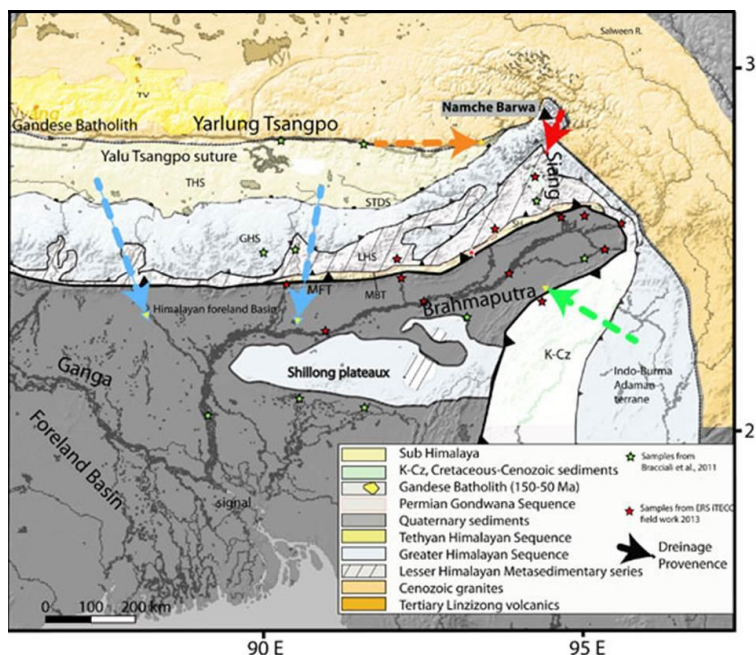 Salween R.
3
TV
Namche Barwa
Gandese Batholith
Yarlung Tsangpo
Yalu Tsangpo suture
Siang
THS
STDS
GHS
LHS
SH
MFT
MBT
Himalayan foreland Basin
Brahmaputra
K-Cz
Indo-Burma
Adaman
terrane
Shillong plateaux
Ganga
Foreland Basin
signal
2
Sub Himalaya
K-Cz, Cretaceous-Cenozoic sediments
Gandese Batholith (150-50 Ma)
Permian Gondwana Sequence
Quaternary sediments
Tethyan Himalayan Sequence
Greater Himalayan Sequence
Lesser Himalayan Metasedimentary series
Cenozoic granites
Tertiary Linzizong volcanics
Samples from
Bracciali et al., 2011
Samples from ERS iTECC
field work 2013
Dreinage
Provenence
0 100 200 km
90 E
95 E